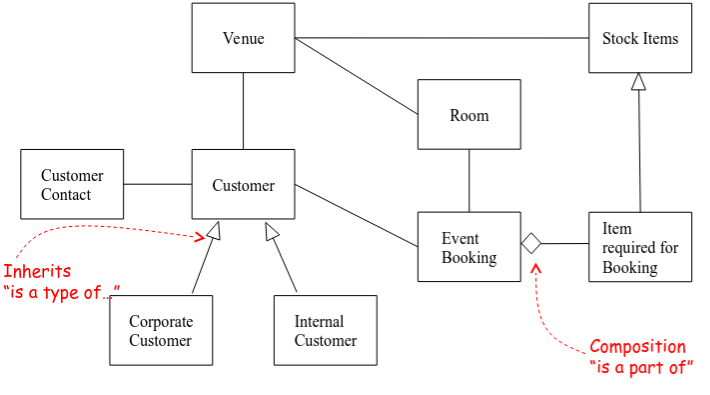 Venue
Stock Items
Room
Customer
Contact
Customer
Event
Booking
Item
required for
Booking
Inherits
“is a type of...”
Corporate
Customer
Internal
Customer
Composition
“is a part of”